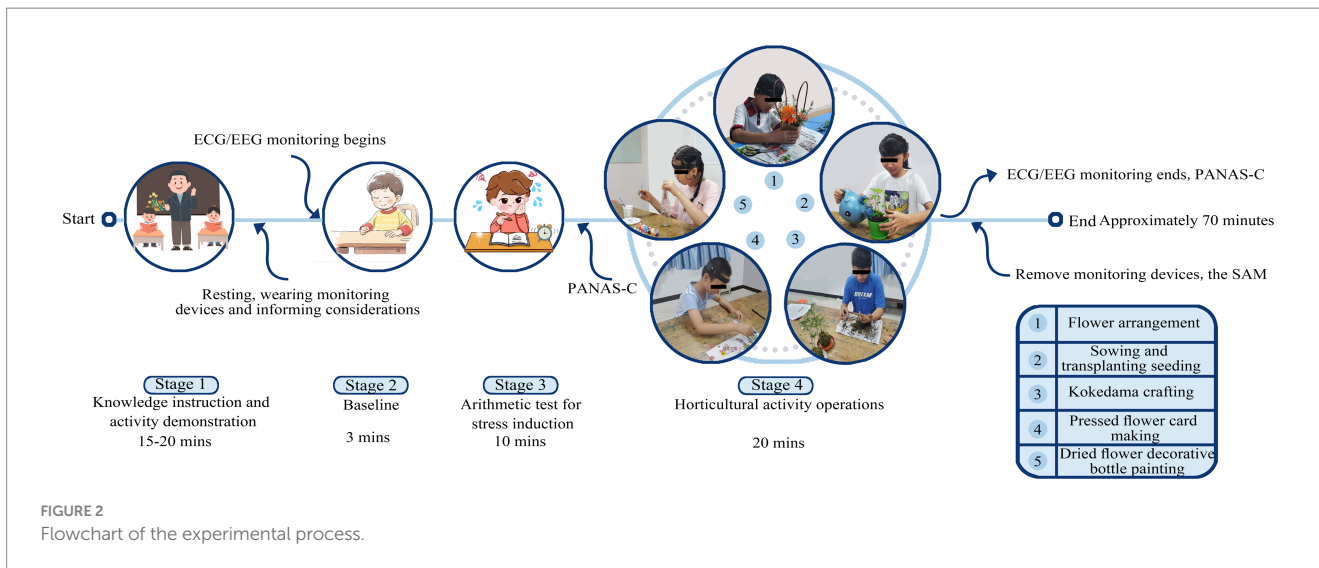 ECG/EEG monitoring begins
Start
Resting, wearing monitoring
devices and informing considerations
PANAS-C
1
2
3
4
5
ECG/EEG monitoring ends, PANAS-C
End Approximately 70 minutes
Remove monitoring devices, the SAM
Stage 1
Knowledge instruction and
activity demonstration
15-20 mins
Stage 2
Baseline
3 mins
Stage 3
Arithmetic test for
stress induction
10 mins
Stage 4
Horticultural activity operations
20 mins
1 Flower arrangement
2 Sowing and
transplanting seeding
3 Kokedama crafting
4 Pressed flower card
making
5 Dried flower decorative
bottle painting
FIGURE 2
Flowchart of the experimental process.